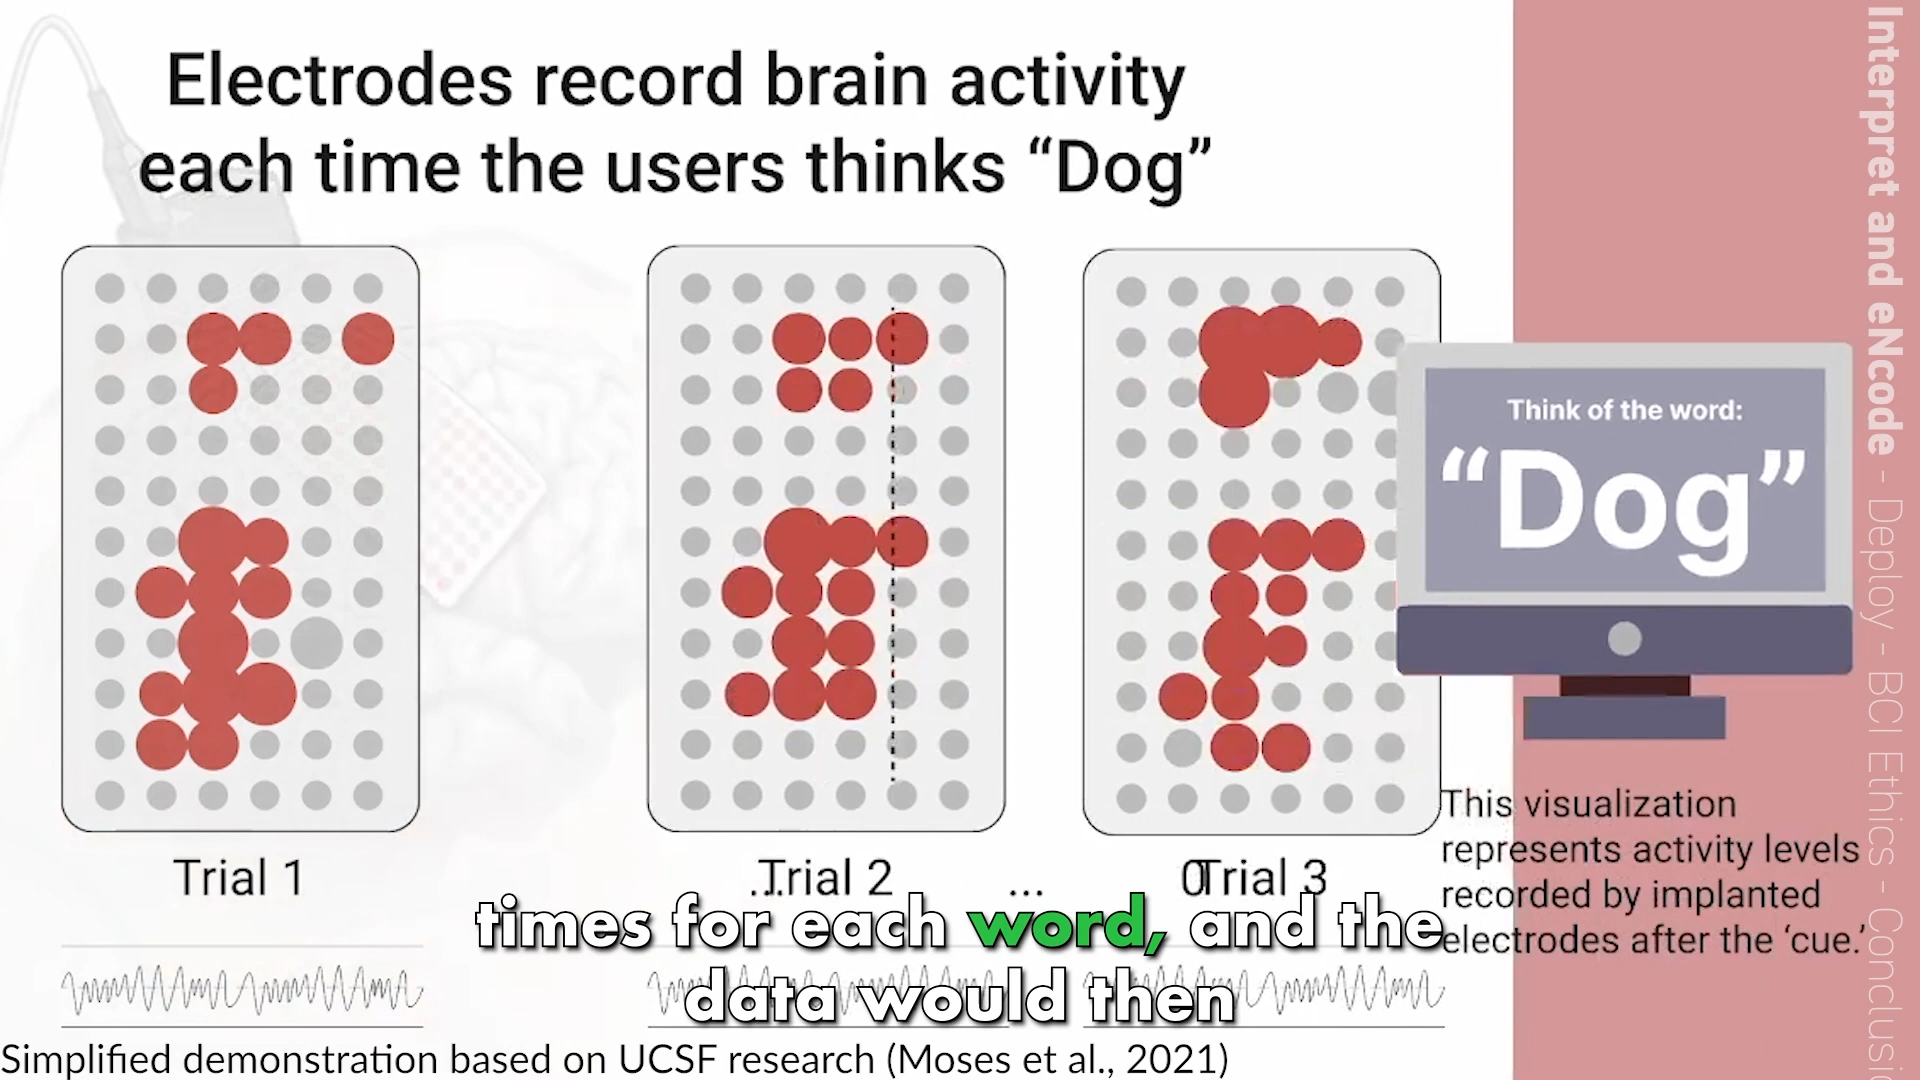 Electrodes record brain activity
each time the users thinks “Dog”
Think of the word:
“Dog”
Trial 1
...
Trial 2
...
0
Trial 3
This visualization
represents activity levels
recorded by implanted
electrodes after the ‘cue.’
times for each word, and the
data would then
Simplified demonstration based on UCSF research (Moses et al., 2021)
Interpret and eNcode - Deploy - BCI Ethics - Conclusi